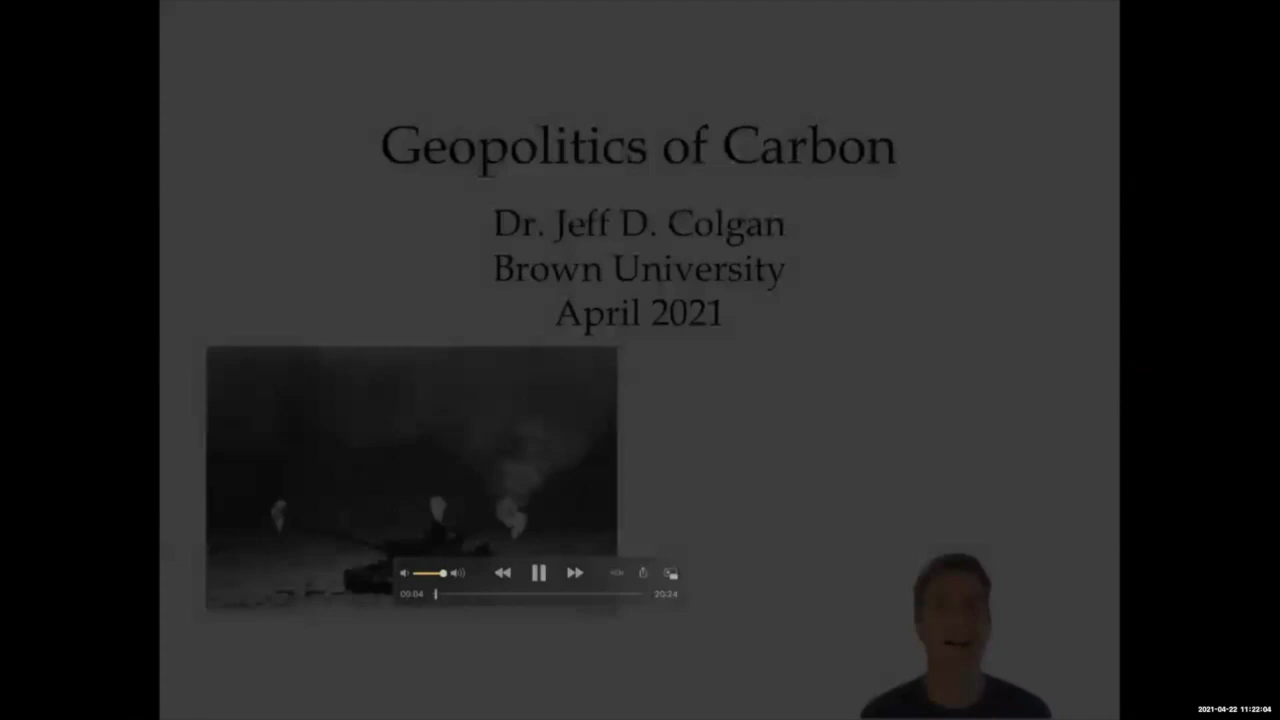 Geopolitics of Carbon
Dr. Jeff D. Colgan
Brown University
April 2021
00:04
20:24
2021-04-22 11:22:04